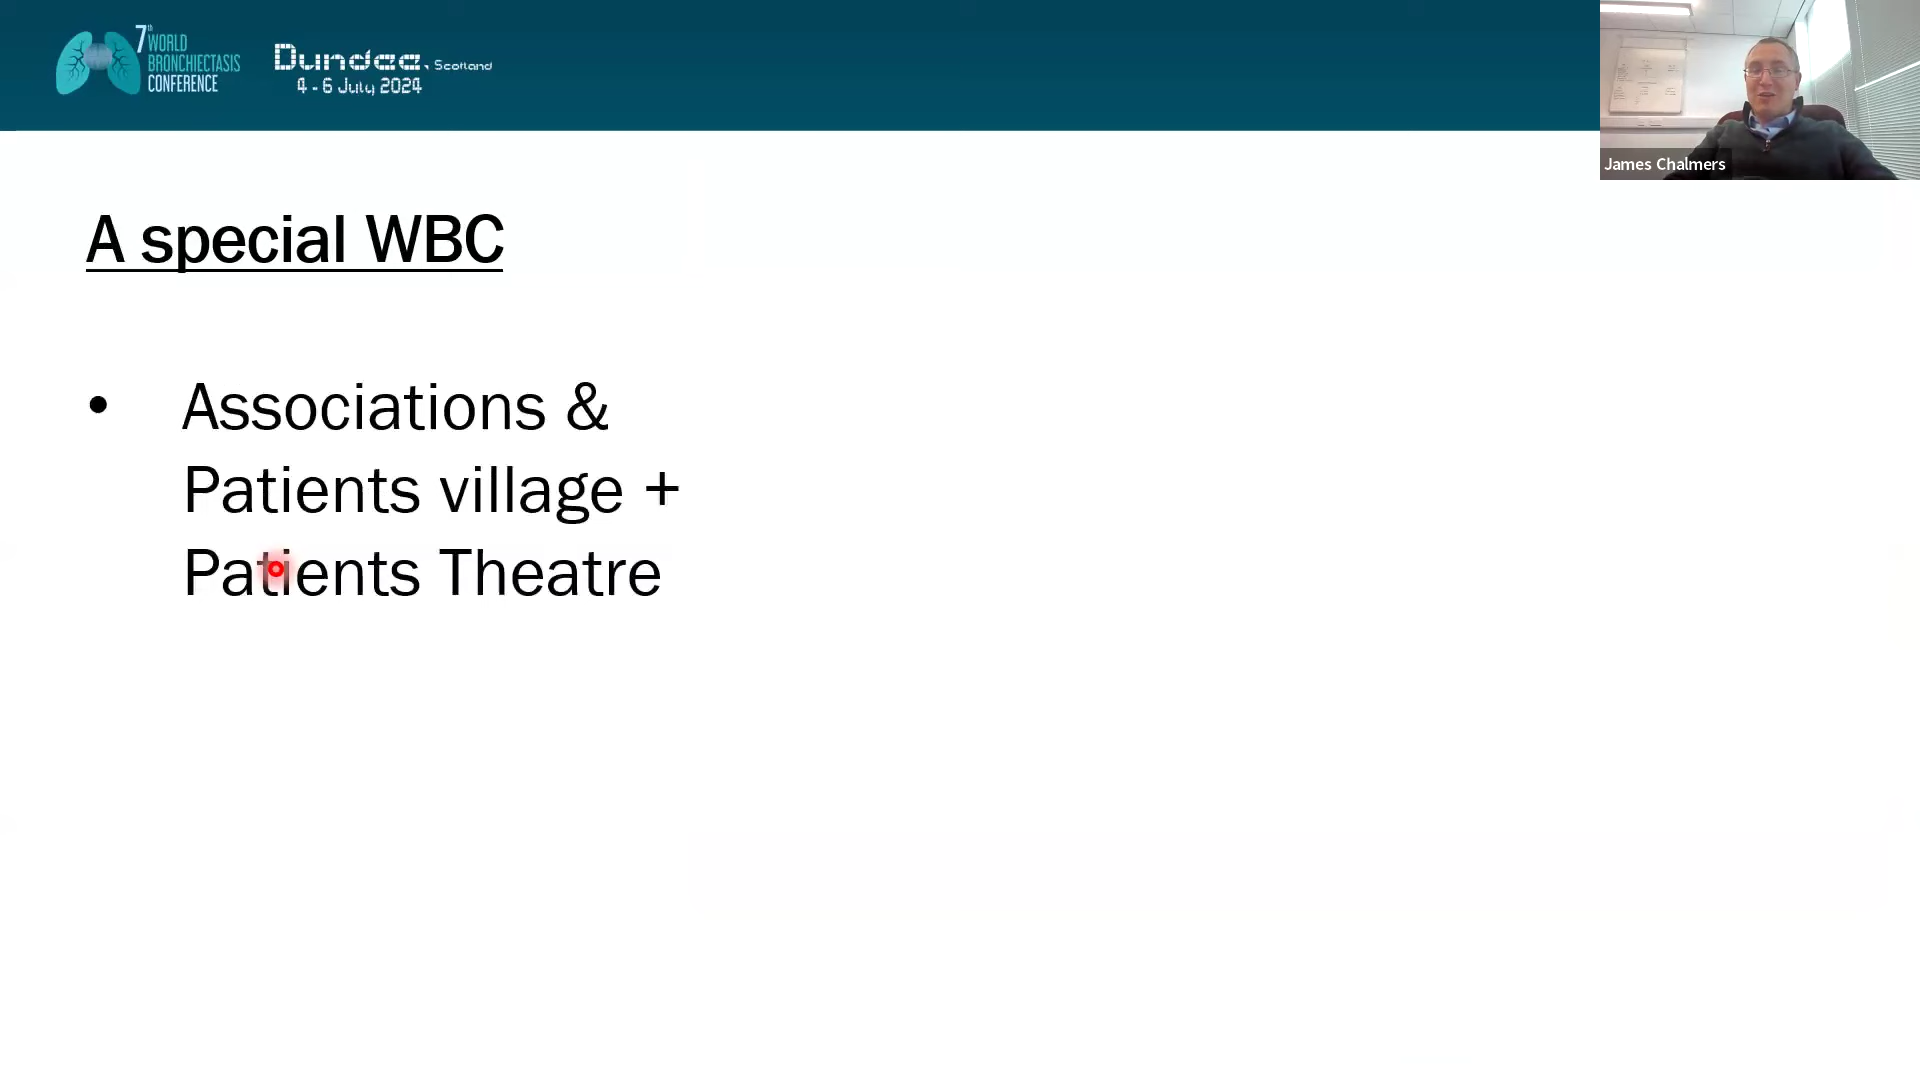 7th WORLD
BRONCHIECTASIS
CONFERENCE
Dundee, Scotland
4 - 6 July 2024
James Chalmers
A special WBC
• Associations &
Patients village +
Patients Theatre